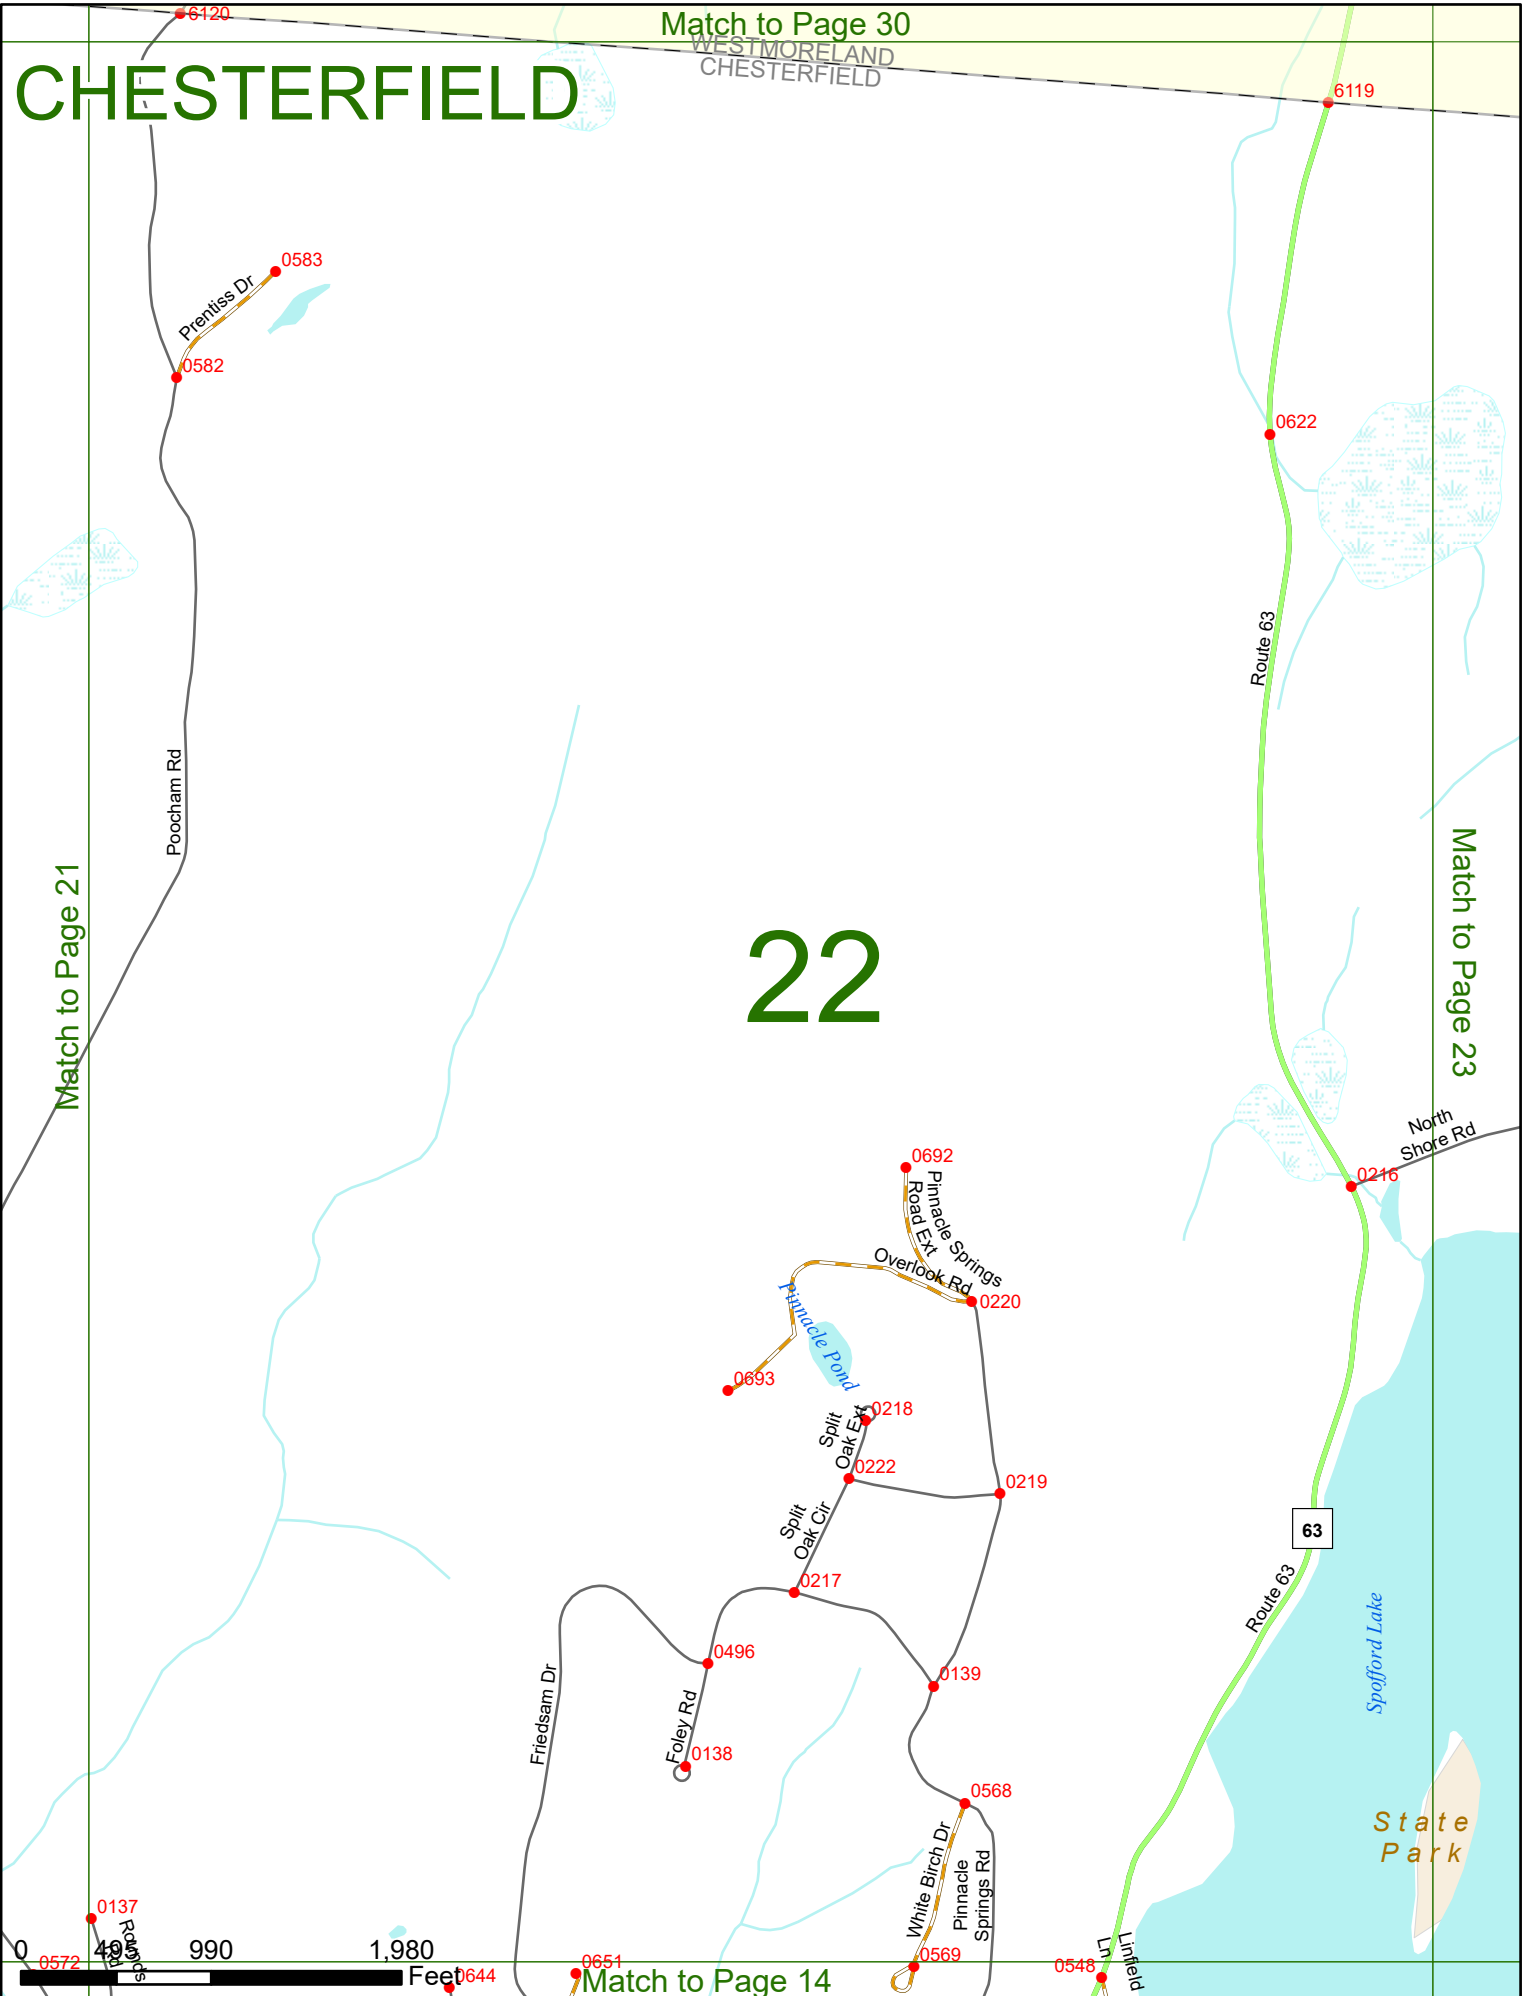 6120
Match to Page 30
WESTMORELAND
CHESTERFIELD
CHESTERFIELD
6119
0583
Prentiss Dr
0582
0622
Route 63
Poocham Rd
Match to Page 21
22
Match to Page 23
North
Shore Rd
0216
0692
Pinnacle Springs
Road Ext
Overlook Rd
0220
Pinnacle Pond
0693
0218
Split
Oak Ext
0222
0219
Split
Oak Cir
63
0217
Route 63
Spofford Lake
0496
0139
Friedsam Dr
Foley Rd
0138
0568
State
Park
White Birch Dr
Pinnacle
Springs Rd
0137
Rounds
Rd
0 495 990 1,980
Feet
0572
0644
0651
Match to Page 14
0569
0548
Linfield
Ln